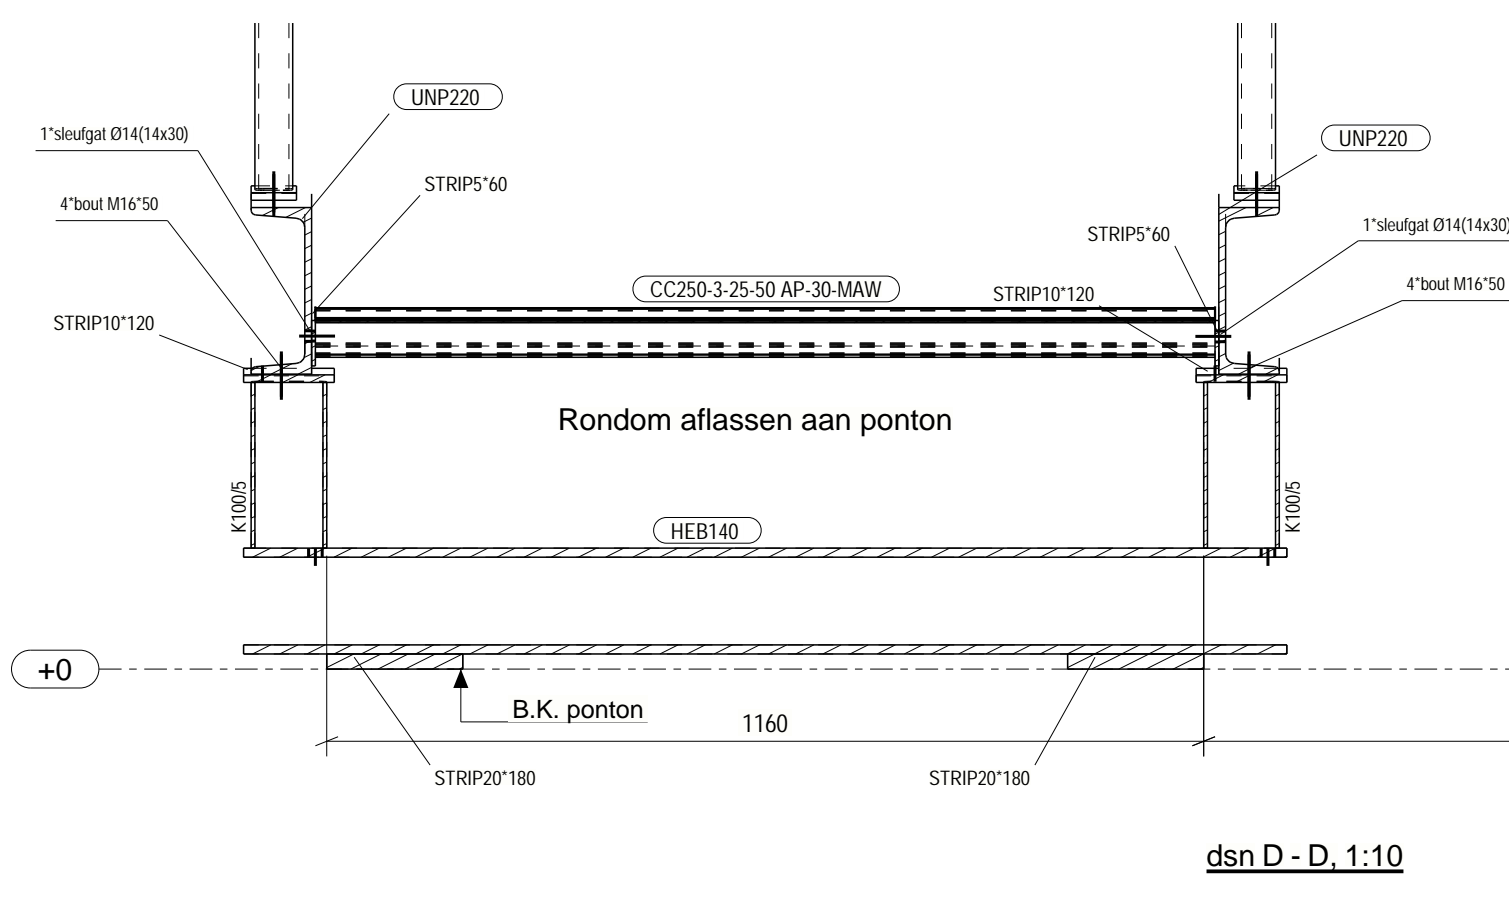 UNP220
1*sleufgat Ø14(14x30)
UNP220
STRIP5*60
4*bout M16*50
1*sleufgat Ø14(14x30)
STRIP5*60
4*bout M16*50
CC250-3-25-50 AP-30-MAW
STRIP10*120
STRIP10*120
Rondom aflassen aan ponton
K100/5
K100/5
HEB140
+0
B.K. ponton
1160
STRIP20*180
STRIP20*180
dsn D - D, 1:10